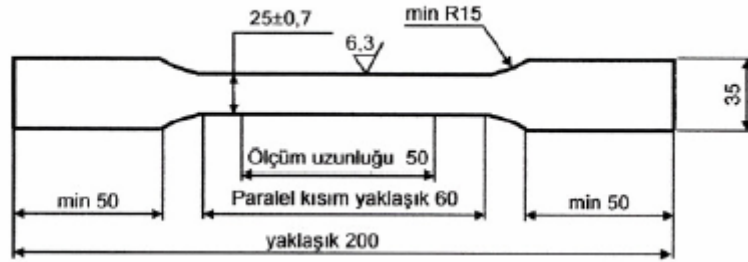 25±0,7
min R15
6,3
35
Ölçüm uzunluğu 50
min 50
Paralel kısım yaklaşık 60
min 50
yaklaşık 200